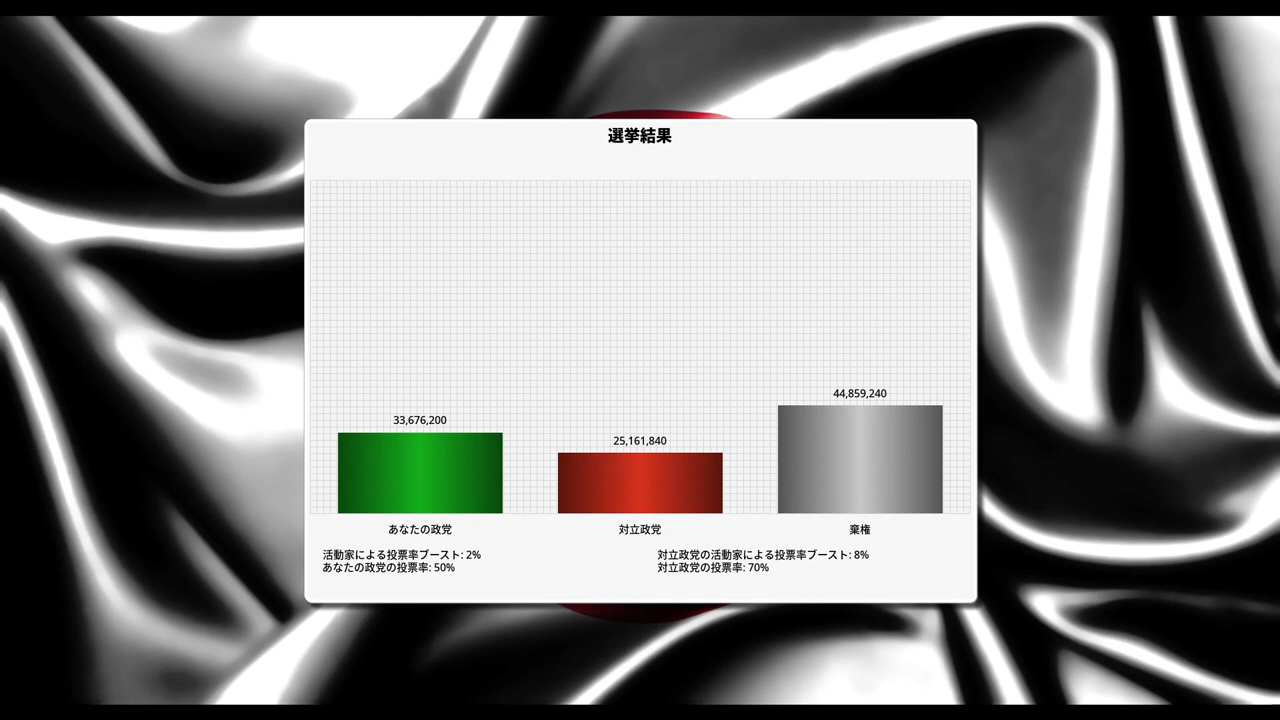 選挙結果
33,676,200
25,161,840
44,859,240
あなたの政党
対立政党
棄権
活動家による投票率ブースト: 2%
あなたの政党の投票率: 50%
対立政党の活動家による投票率ブースト: 8%
対立政党の投票率: 70%